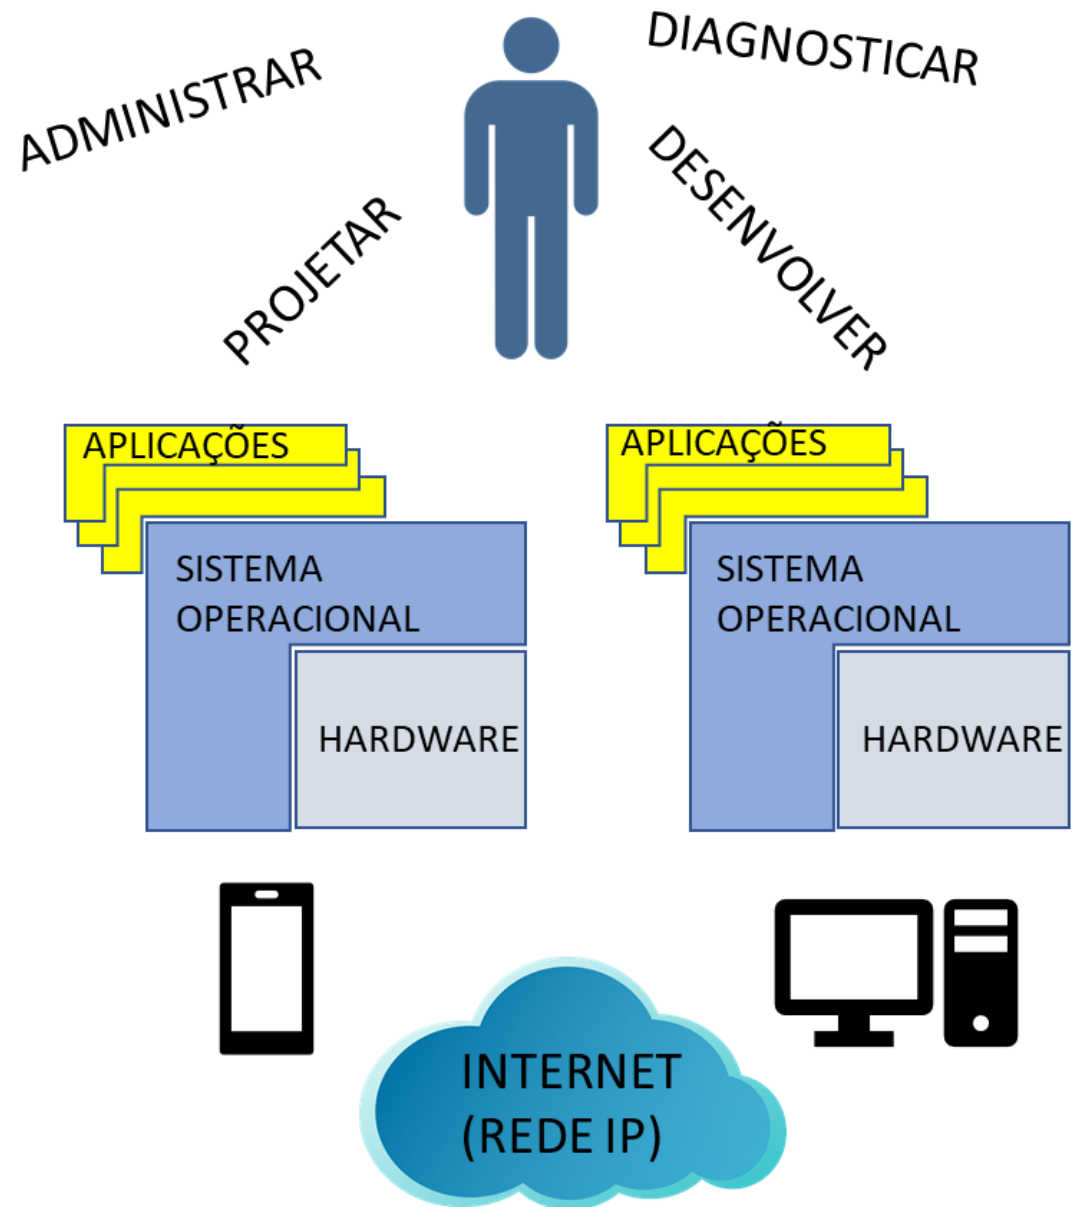 DIAGNOSTICAR
ADMINISTRAR
DESENVOLVER
PROJETAR
APLICAÇÕES
SISTEMA
OPERACIONAL
HARDWARE
APLICAÇÕES
SISTEMA
OPERACIONAL
HARDWARE
INTERNET
(REDE IP)